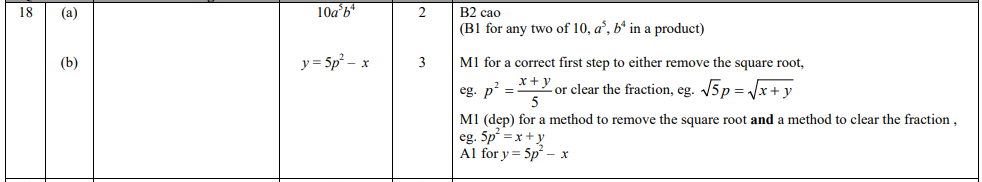 18 (a) 10a⁵b⁴ 2 B2 cao
(B1 for any two of 10, a⁵, b⁴ in a product)
(b) y = 5p² – x 3 M1 for a correct first step to either remove the square root,
eg. p² = (x + y)/5 or clear the fraction, eg. √5p = √(x + y)
M1 (dep) for a method to remove the square root and a method to clear the fraction ,
eg. 5p² = x + y
A1 for y = 5p² – x